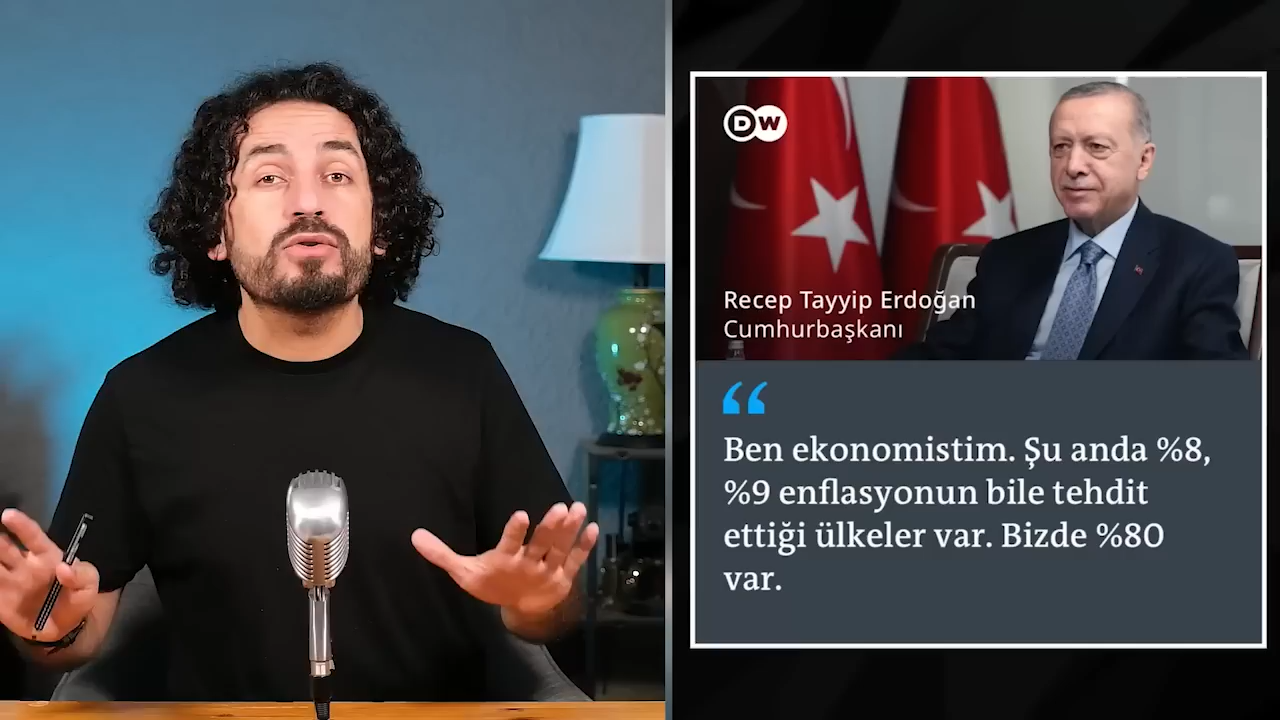 DW
Recep Tayyip Erdoğan
Cumhurbaşkanı
“
Ben ekonomistim. Şu anda %8,
%9 enflasyonun bile tehdit
ettiği ülkeler var. Bizde %80
var.